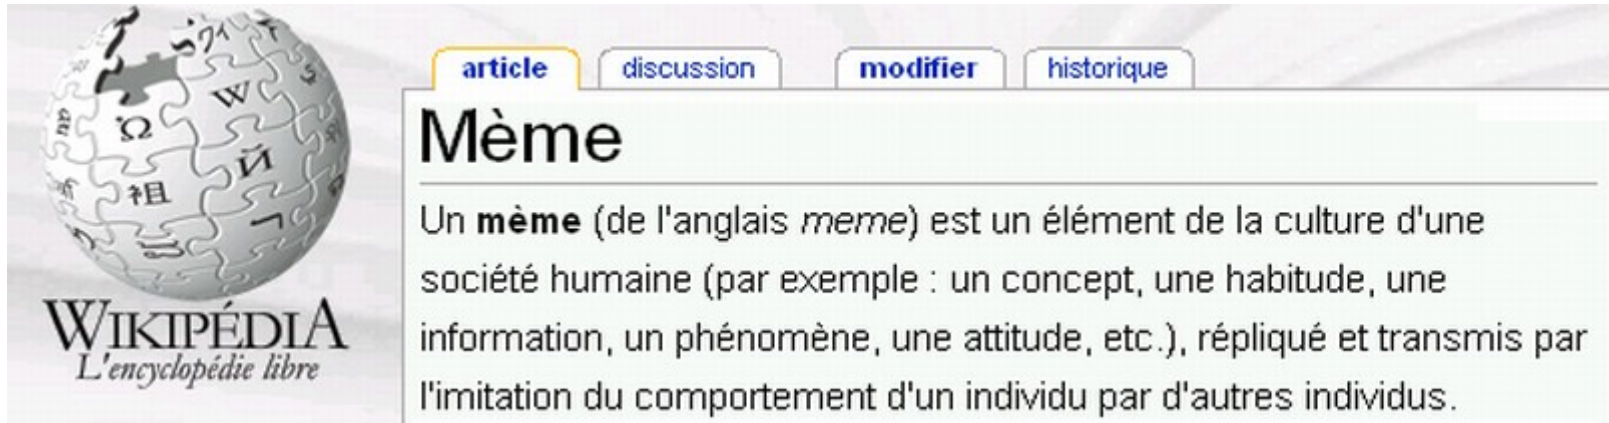 article discussion modifier historique
Mème
Un mème (de l'anglais meme) est un élément de la culture d'une
société humaine (par exemple : un concept, une habitude, une
information, un phénomène, une attitude, etc.), répliqué et transmis par
l'imitation du comportement d'un individu par d'autres individus.
Ω
W
И
祖
WIKIPÉDIA
L'encyclopédie libre